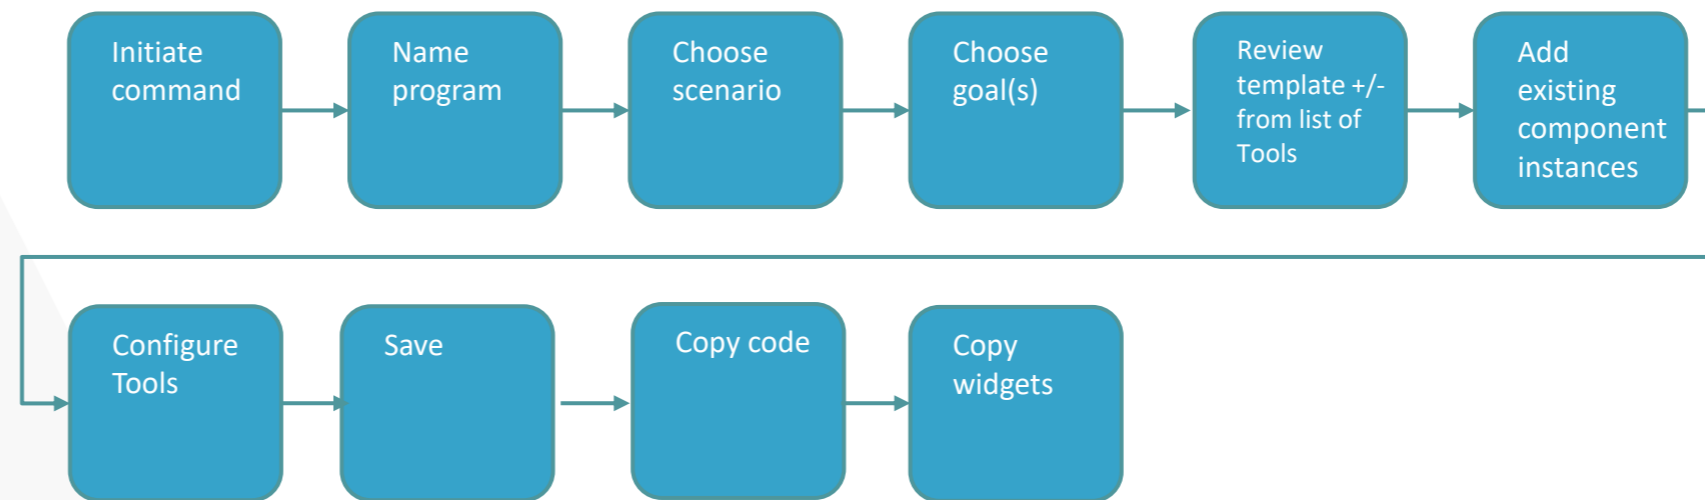 Initiate
command
Name
program
Choose
scenario
Choose
goal(s)
Review
template +/-
from list of
Tools
Add
existing
component
instances
Configure
Tools
Save
Copy code
Copy
widgets